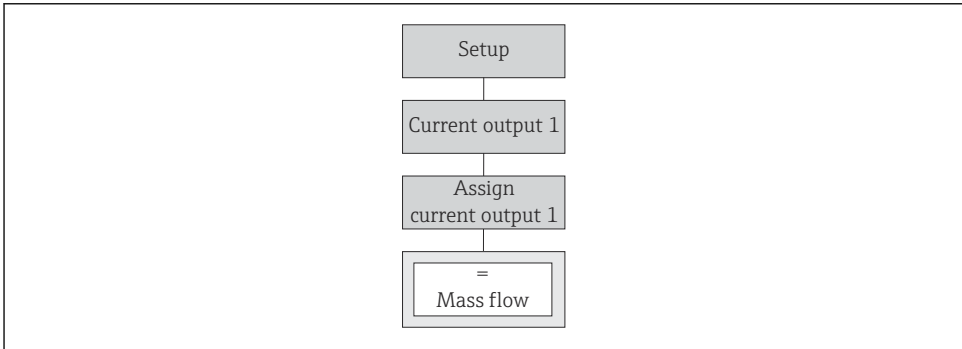 Setup
Current output 1
Assign
current output 1
=
Mass flow